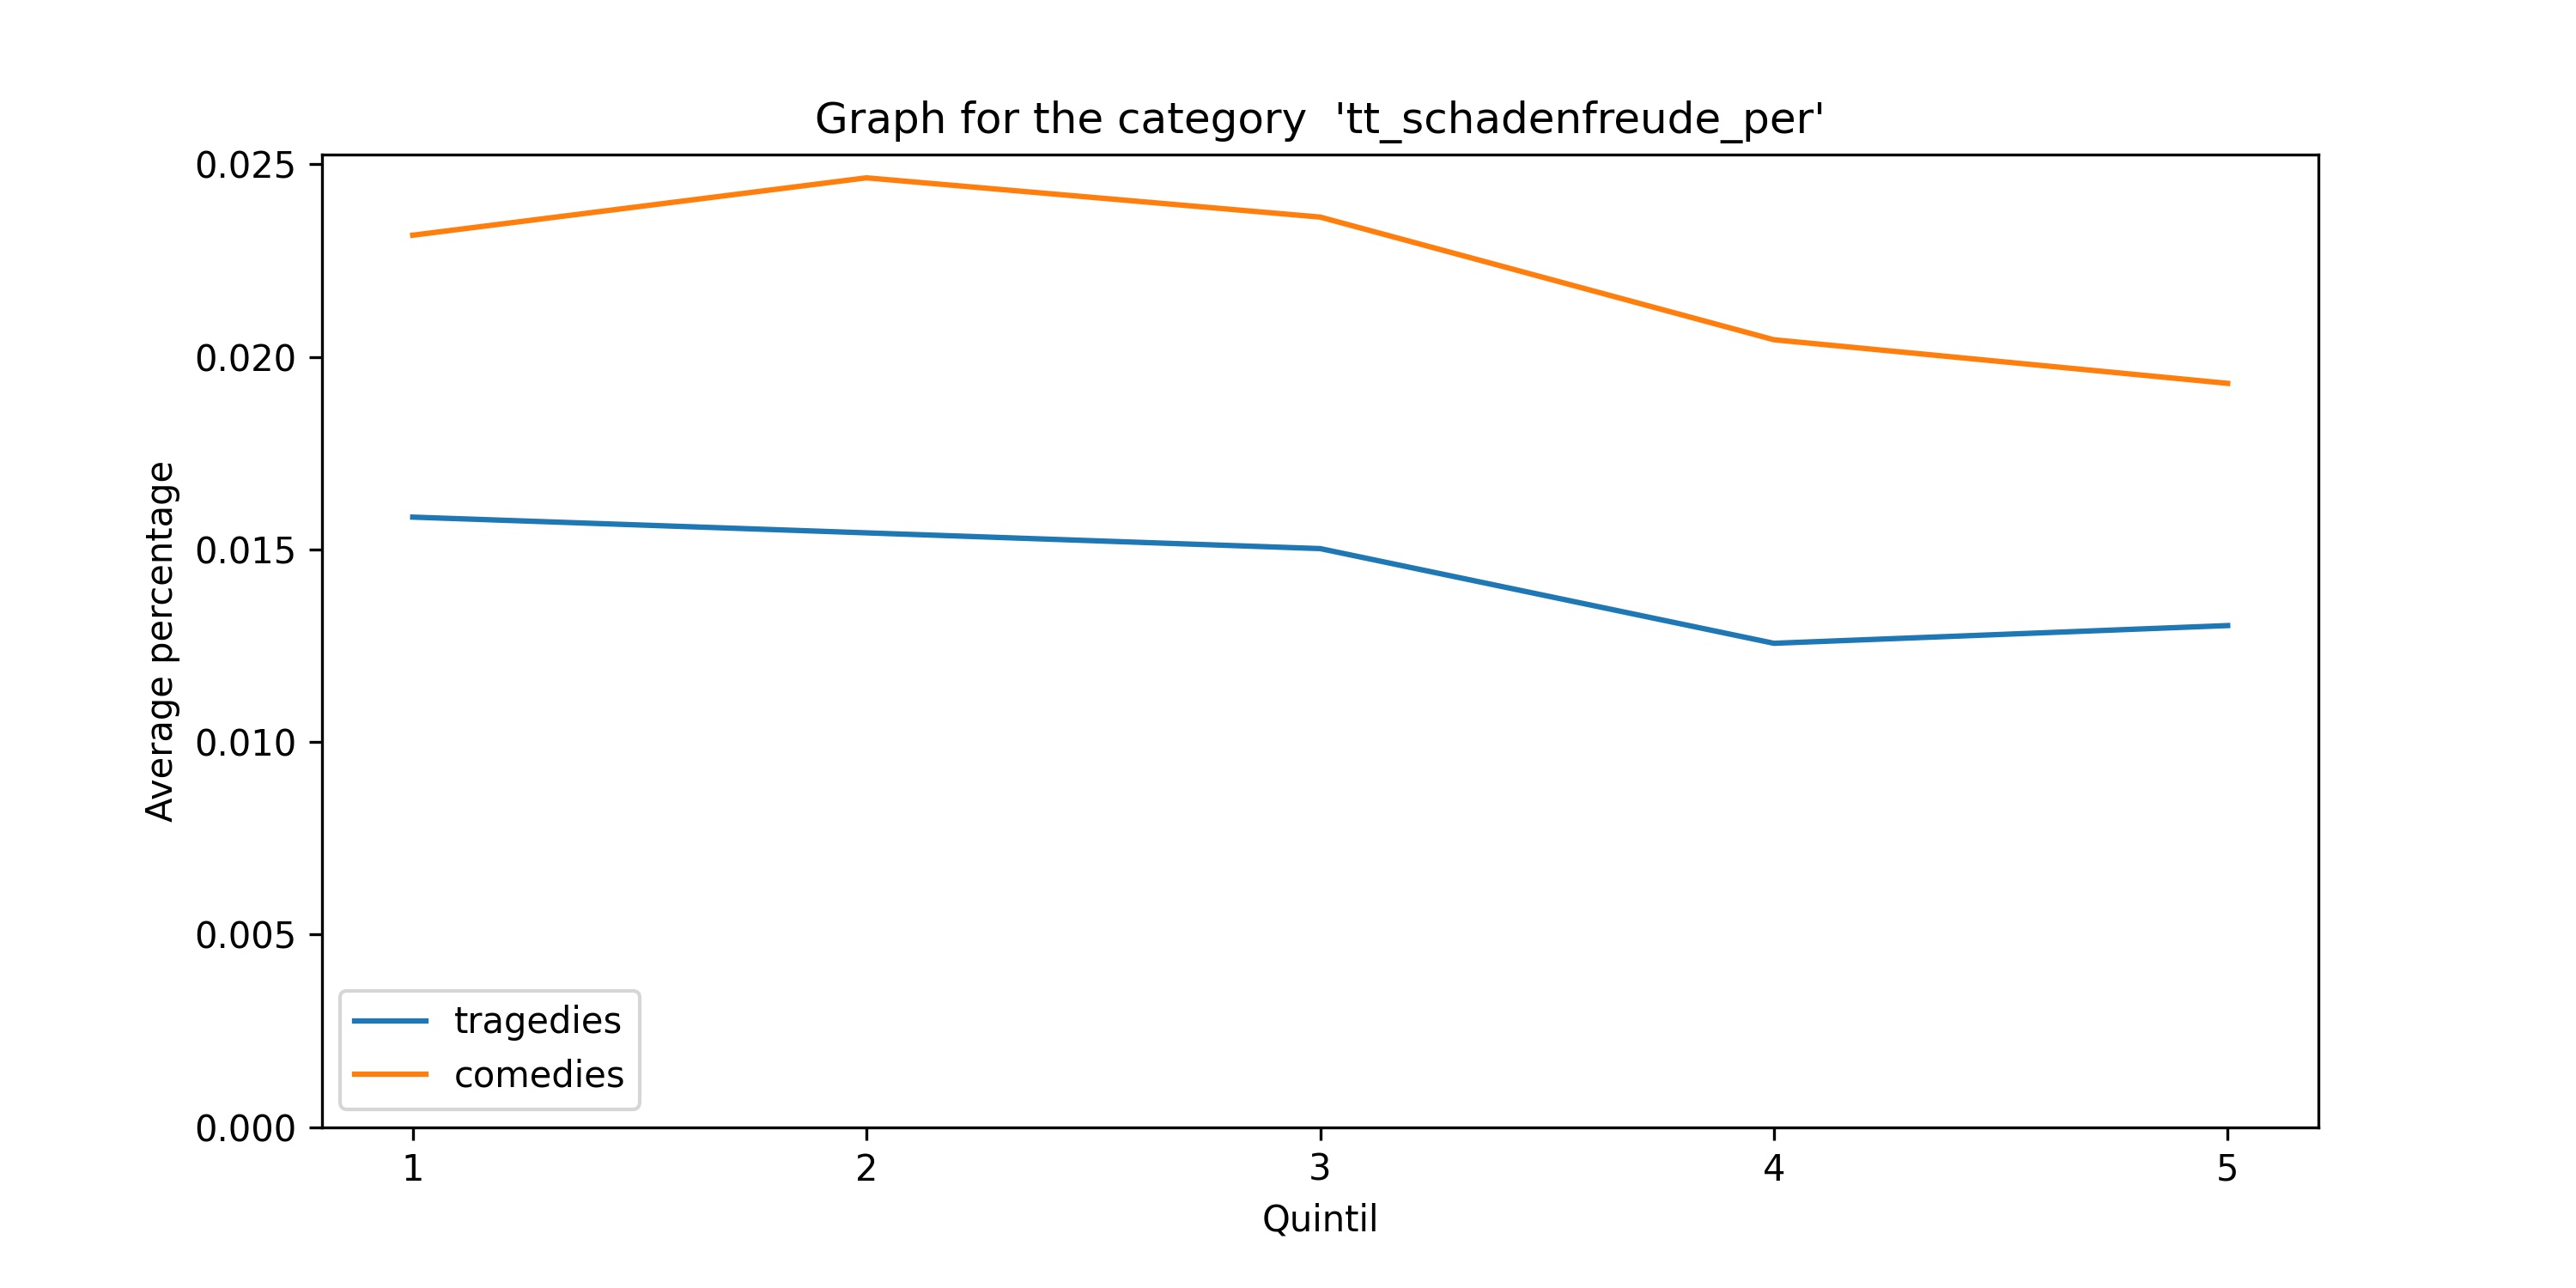 Graph for the category  'tt_schadenfreude_per'
0.025
0.020
0.015
0.010
0.005
0.000
Average percentage
tragedies
comedies
1 2 3 4 5
Quintil